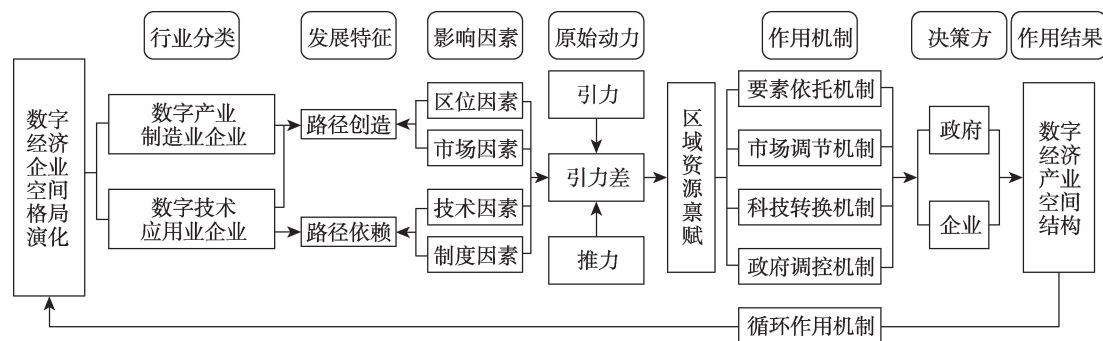 行业分类
发展特征
影响因素
原始动力
作用机制
决策方
作用结果
数字
经济
企业
空间
格局
演化
数字产业
制造业企业
数字技术
应用业企业
路径创造
路径依赖
区位因素
市场因素
技术因素
制度因素
引力
引力差
推力
区
域
资
源
禀
赋
要素依托机制
市场调节机制
科技转换机制
政府调控机制
政府
企业
数字
经济
产业
空间
结构
循环作用机制